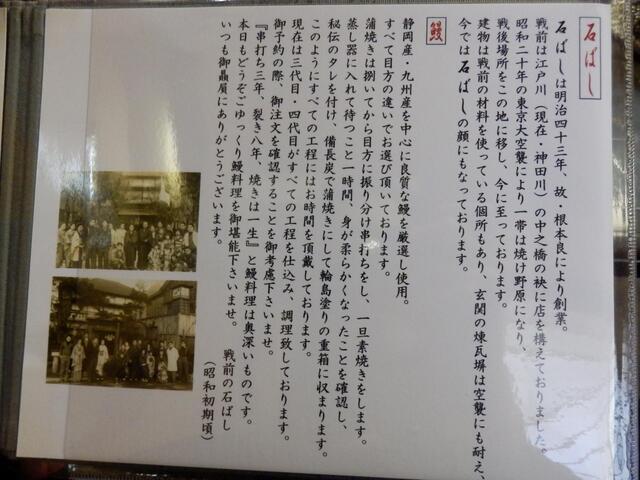 石ばし
石ばしは明治四十三年、故・根本良により創業。
戦前は江戸川（現在・神田川）の中之橋の袂に店を構えておりました。
昭和二十年の東京大空襲により一帯は焼け野原になり、
戦後場所をこの地に移し、今に至っております。
建物は戦前の材料を使っている個所もあり、玄関の煉瓦塀は空襲にも耐え、
今では石ばしの顔にもなっております。
鰻
静岡産・九州産を中心に良質な鰻を厳選し使用。
すべて目方の違いでお選び頂いております。
蒲焼きは捌いてから目方に振り分け串打ちをし、一旦素焼きをします。
蒸し器に入れて待つこと一時間、身が柔らかくなったことを確認し、
秘伝のタレを付け、備長炭で蒲焼きにして輪島塗りの重箱に収まります。
このようにすべての工程にはお時間を頂戴しております。
現在は三代目・四代目がすべての工程を仕込み、調理致しております。
御予約の際、御注文を確認することを御考慮下さいませ。
『串打ち三年、裂き八年、焼きは一生』と鰻料理は奥深いものです。
本日もどうぞごゆっくり鰻料理を御堪能下さいませ。
いつも御贔屓にありがとうございます。
戦前の石ばし
（昭和初期頃）